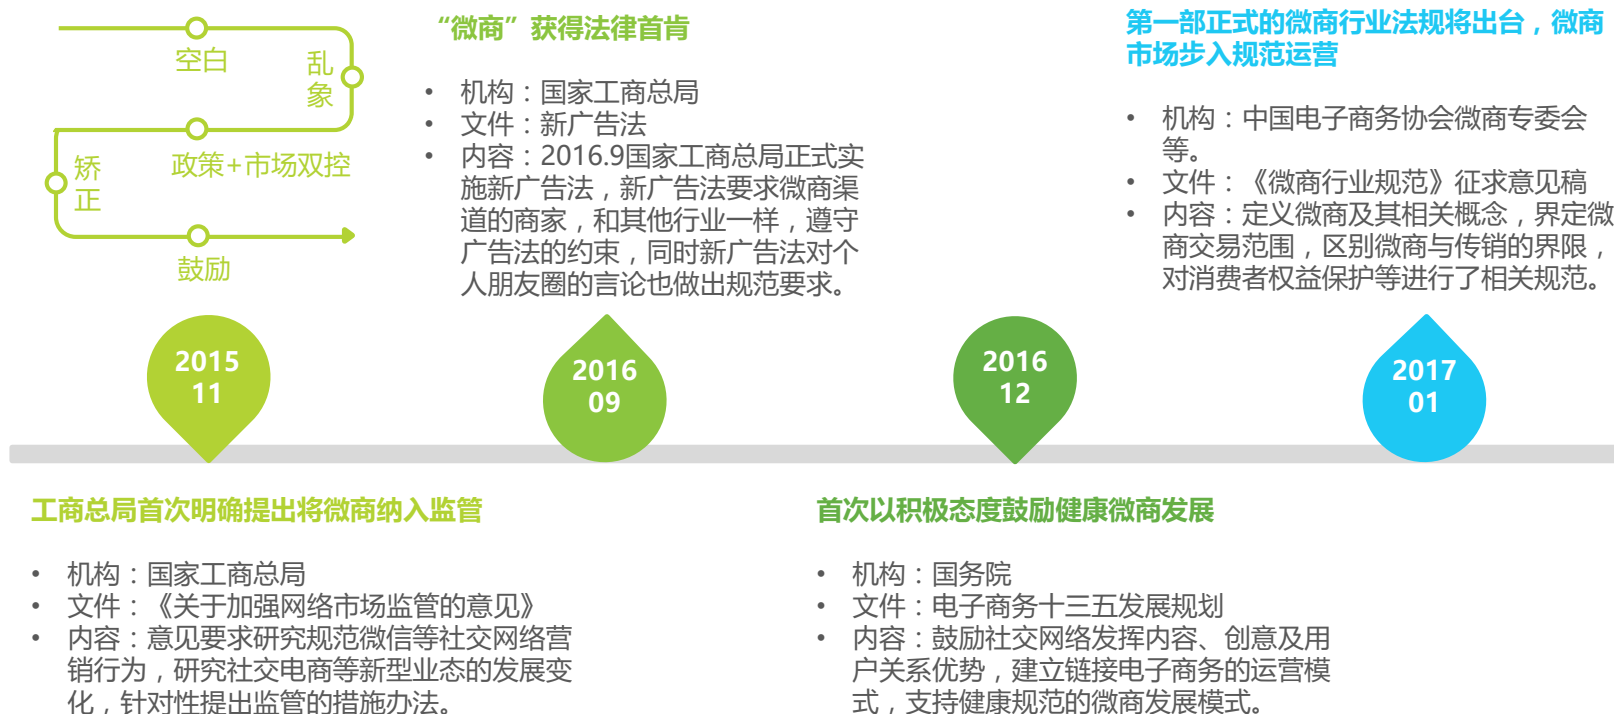 空白
乱
象
政策+市场双控
矫
正
鼓励
“微商”获得法律首肯
• 机构：国家工商总局
• 文件：新广告法
• 内容：2016.9国家工商总局正式实
施新广告法，新广告法要求微商渠
道的商家，和其他行业一样，遵守
广告法的约束，同时新广告法对个
人朋友圈的言论也做出规范要求。
第一部正式的微商行业法规将出台，微商
市场步入规范运营
• 机构：中国电子商务协会微商专委会
等。
• 文件：《微商行业规范》征求意见稿
• 内容：定义微商及其相关概念，界定微
商交易范围，区别微商与传销的界限，
对消费者权益保护等进行了相关规范。
2015
11
2016
09
2016
12
2017
01
工商总局首次明确提出将微商纳入监管
• 机构：国家工商总局
• 文件：《关于加强网络市场监管的意见》
• 内容：意见要求研究规范微信等社交网络营
销行为，研究社交电商等新型业态的发展变
化，针对性提出监管的措施办法。
首次以积极态度鼓励健康微商发展
• 机构：国务院
• 文件：电子商务十三五发展规划
• 内容：鼓励社交网络发挥内容、创意及用
户关系优势，建立链接电子商务的运营模
式，支持健康规范的微商发展模式。